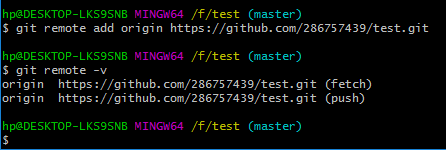 hp@DESKTOP-LKS9SNB MINGW64 /f/test (master)
$ git remote add origin https://github.com/286757439/test.git
hp@DESKTOP-LKS9SNB MINGW64 /f/test (master)
$ git remote -v
origin  https://github.com/286757439/test.git (fetch)
origin  https://github.com/286757439/test.git (push)
hp@DESKTOP-LKS9SNB MINGW64 /f/test (master)
$